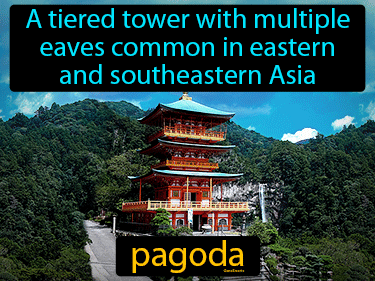 A tiered tower with multiple
eaves common in eastern
and southeastern Asia
pagoda